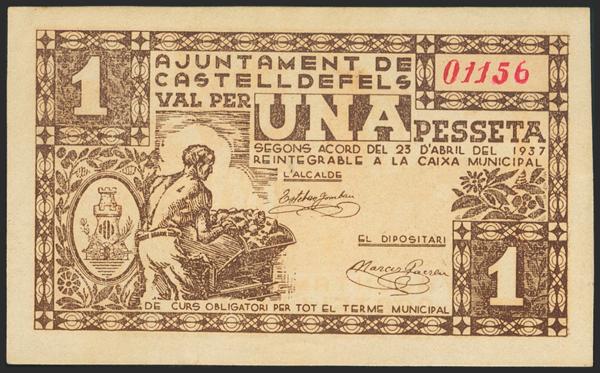 1
AJUNTAMENT DE
CASTELLDEFELS
01156
VAL PER UNA PESSETA
SEGONS ACORD DEL 23 D'ABRIL DEL 1937
REINTEGRABLE A LA CAIXA MUNICIPAL
L'ALCALDE
EL DIPOSITARI
1
DE CURS OBLIGATORI PER TOT EL TERME MUNICIPAL